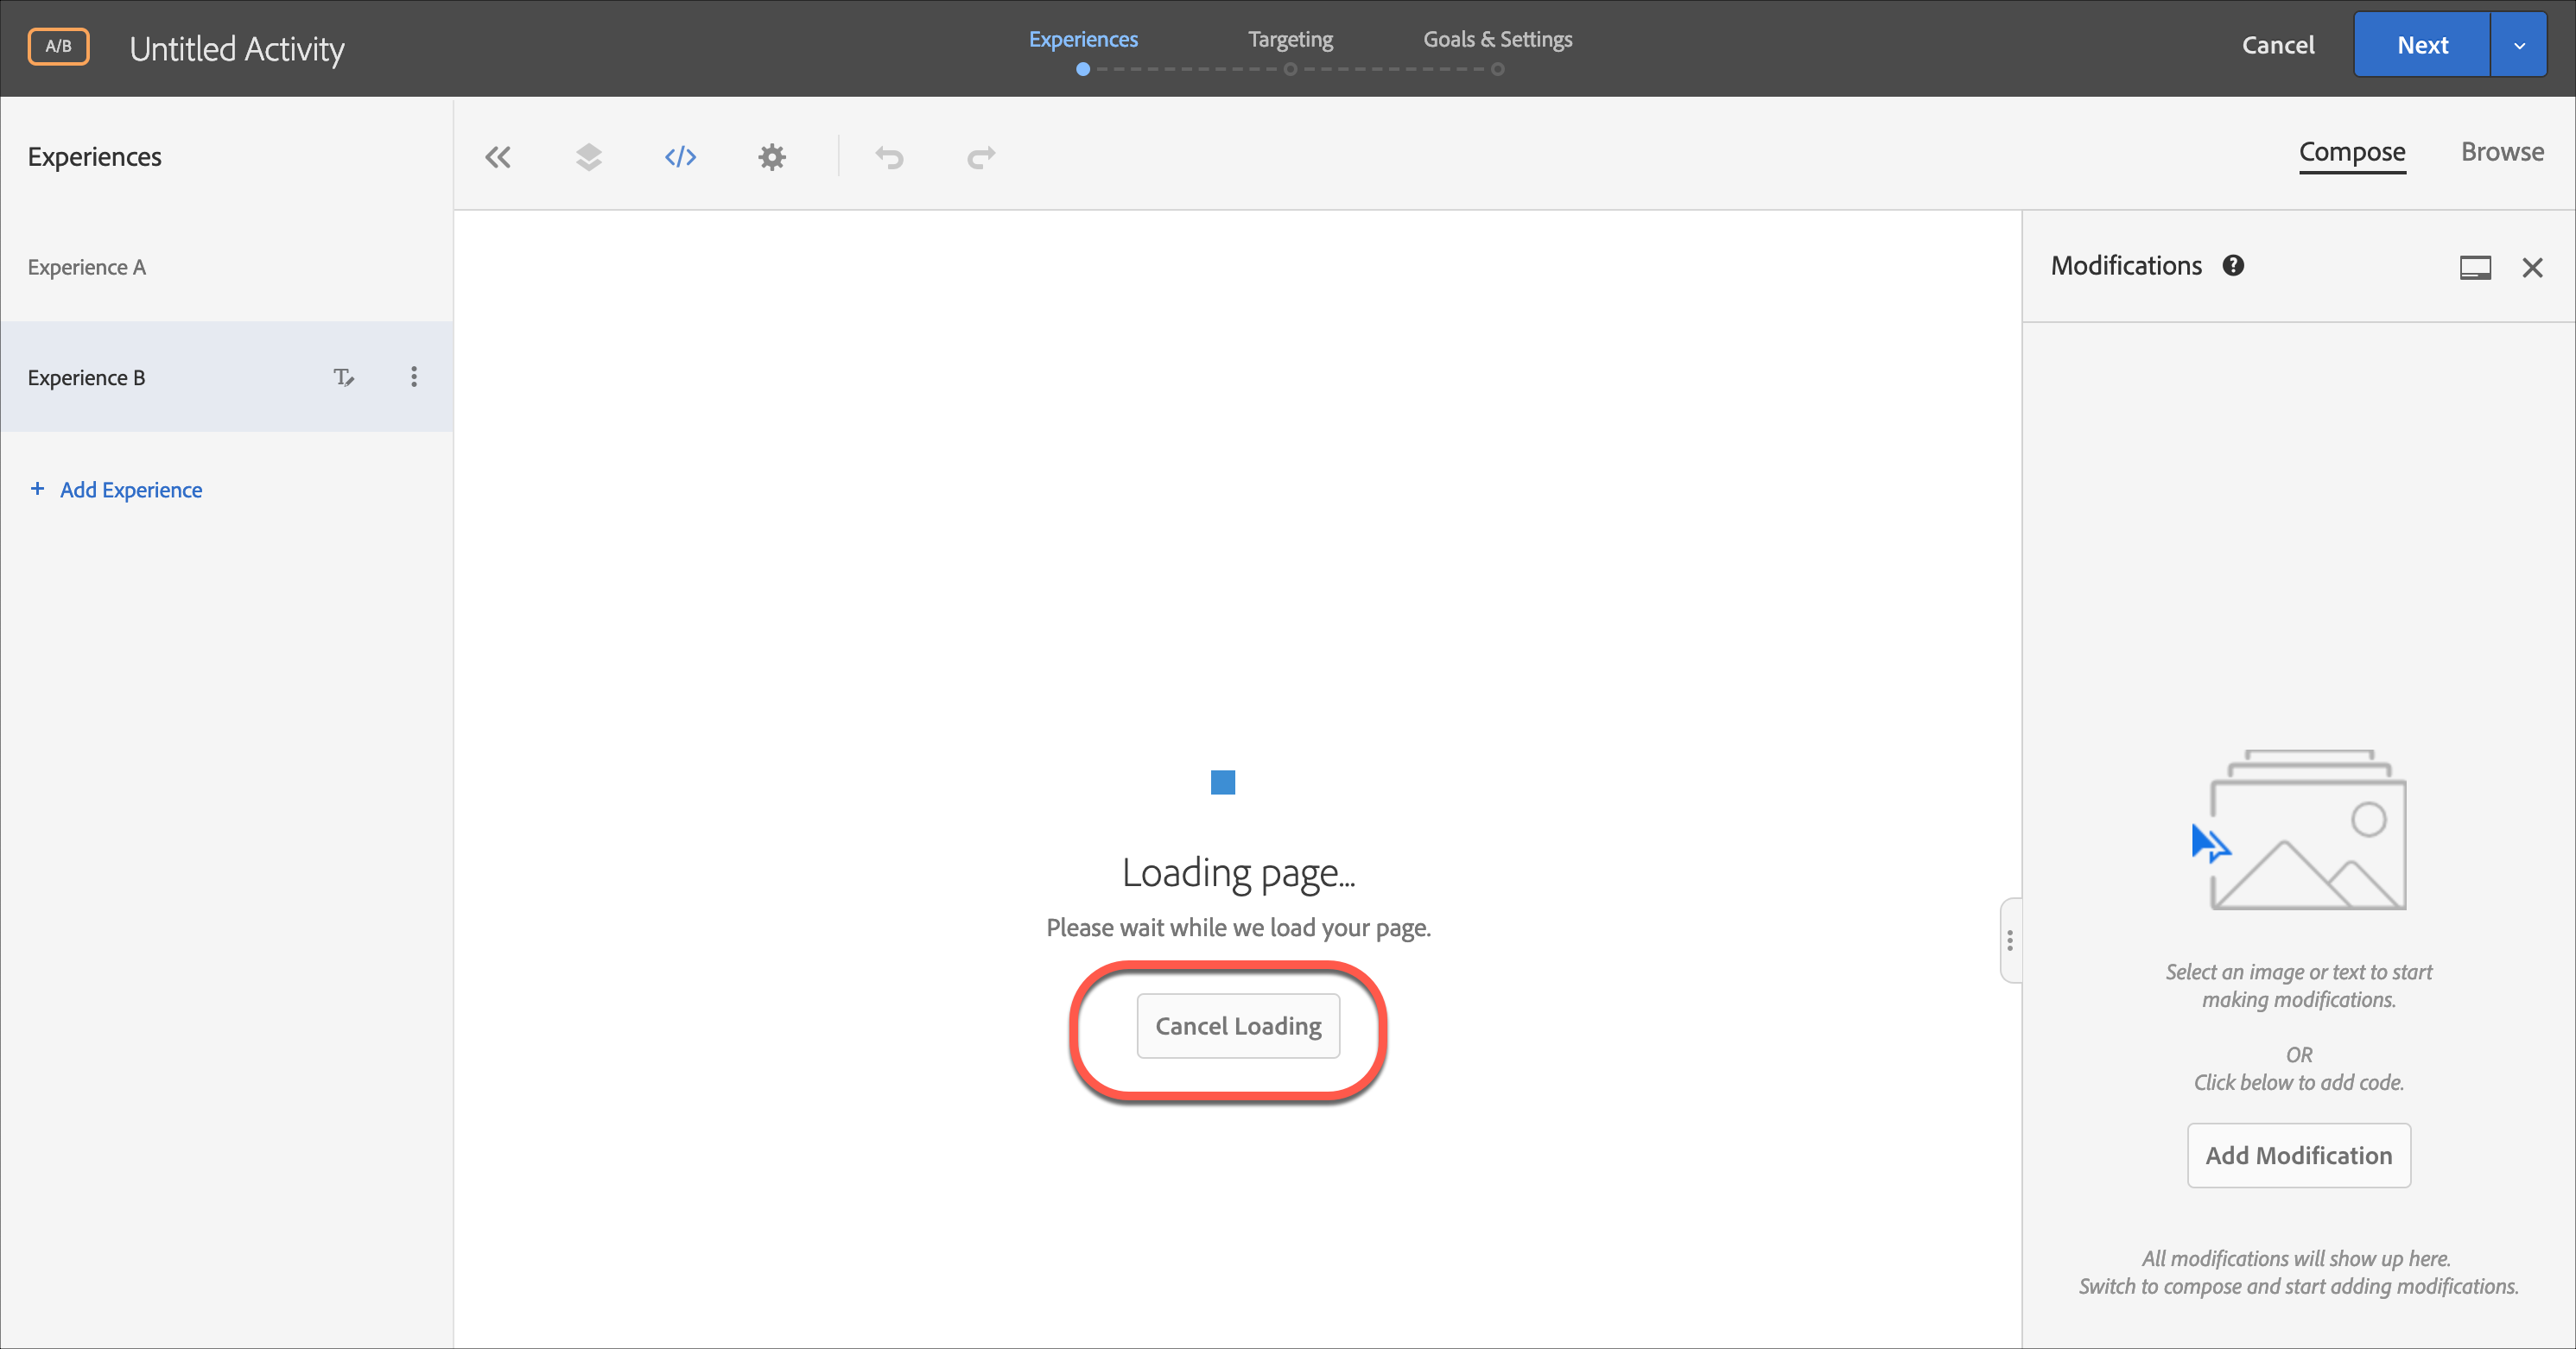 A/B
Untitled Activity
Experiences
Targeting
Goals & Settings
Cancel
Next
Experiences
Compose
Browse
Experience A
Experience B
+ Add Experience
Loading page...
Please wait while we load your page.
Cancel Loading
Modifications
Select an image or text to start
making modifications.
OR
Click below to add code.
Add Modification
All modifications will show up here.
Switch to compose and start adding modifications.